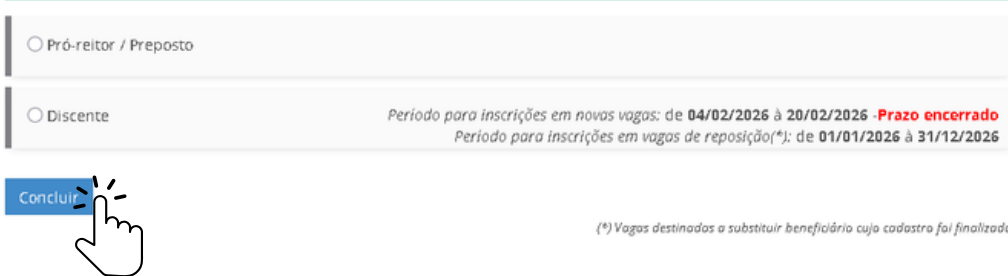 Pró-reitor / Preposto
Discente
Período para inscrições em novas vagas: de 04/02/2026 à 20/02/2026 -Prazo encerrado
Período para inscrições em vagas de reposição(*): de 01/01/2026 à 31/12/2026
Concluir
(*) Vagas destinadas a substituir beneficiário cujo cadastro foi finalizado